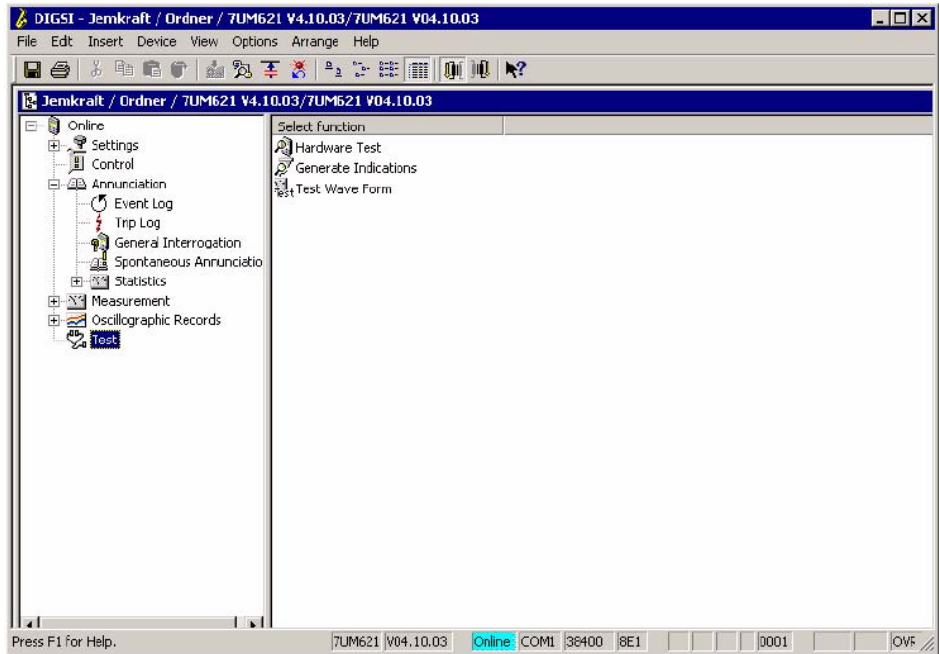 DIGSI - Jemkraft / Ordner / 7UM621 V4.10.03/7UM621 V04.10.03
File Edit Insert Device View Options Arrange Help
Jemkraft / Ordner / 7UM621 V4.10.03/7UM621 V04.10.03
Online
Settings
Control
Annunciation
Event Log
Trip Log
General Interrogation
Spontaneous Annunciatio
Statistics
Measurement
Oscillographic Records
Test
Select function
Hardware Test
Generate Indications
Test Wave Form
Press F1 for Help.
7UM621 V04.10.03 Online COM1 38400 8E1 0001 OVR